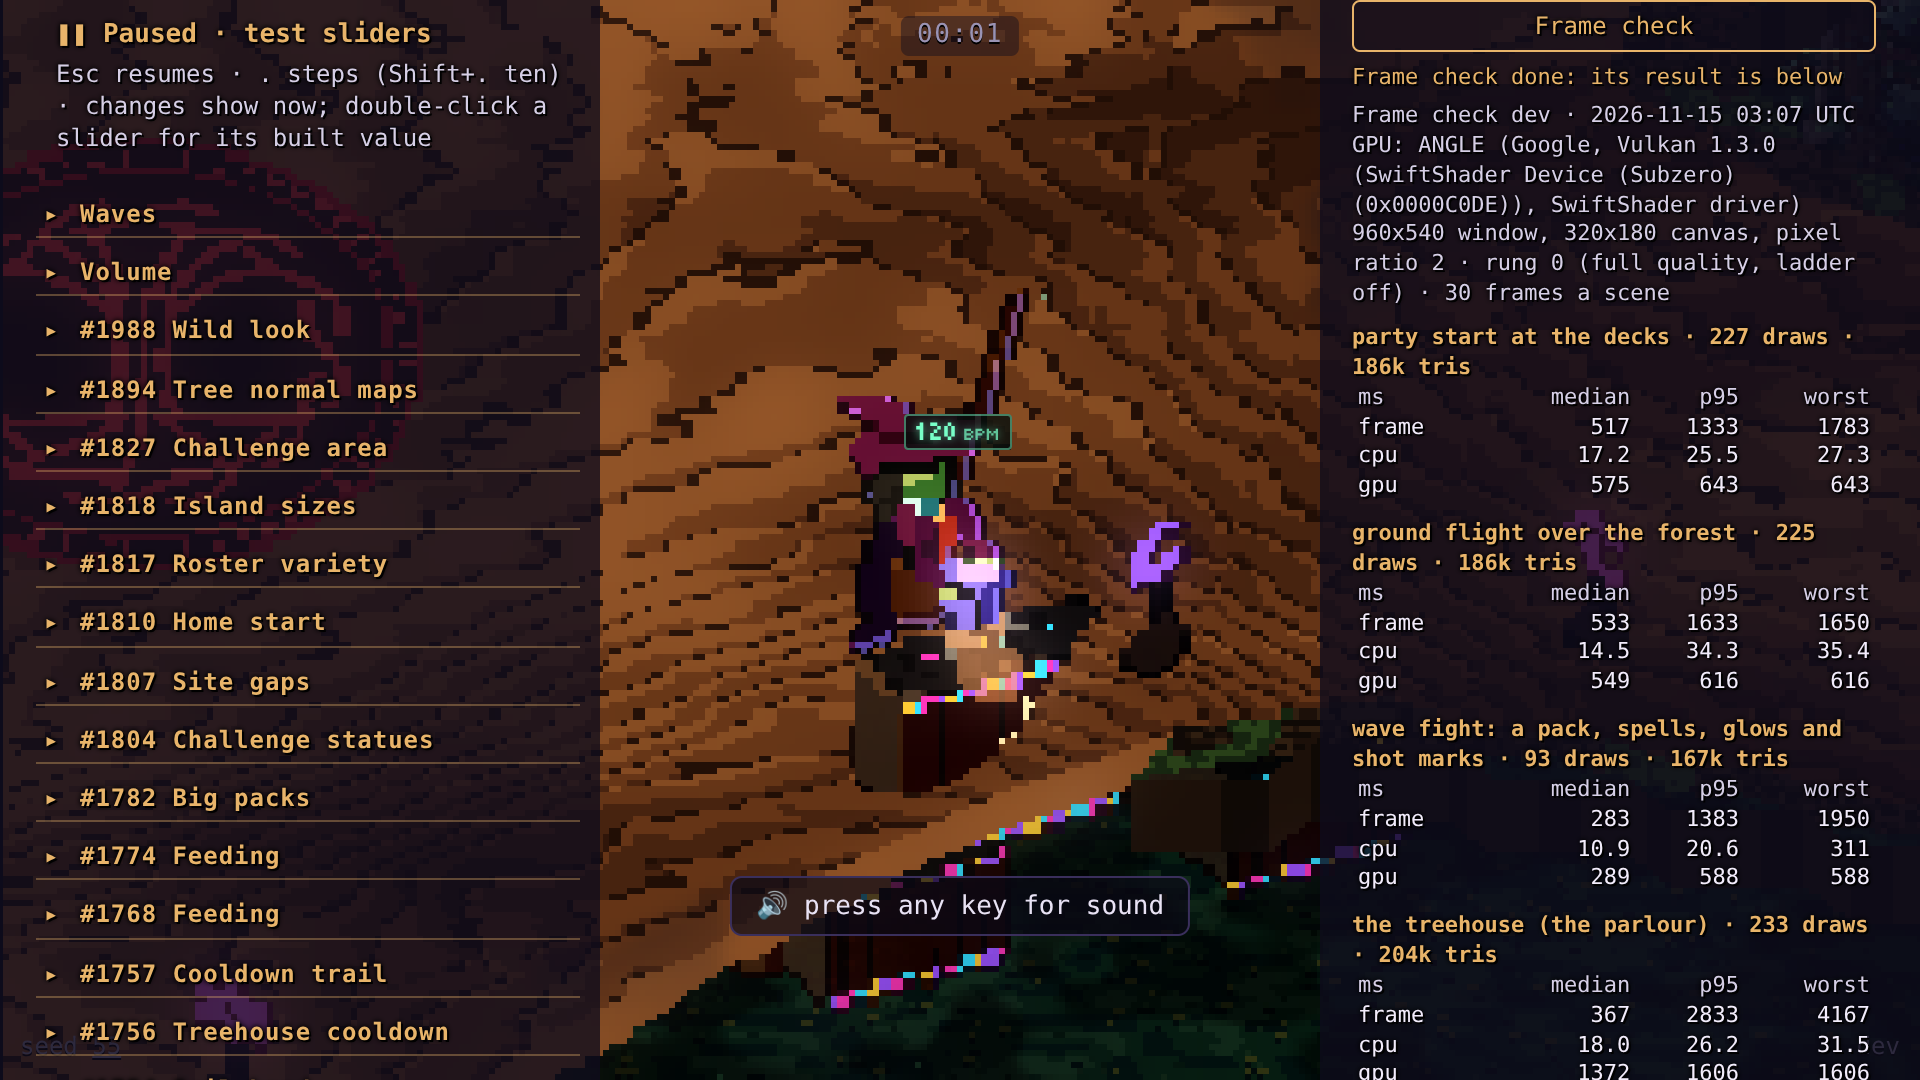 ❚❚ Paused · test sliders
Esc resumes · . steps (Shift+. ten)
· changes show now; double-click a
slider for its built value
▸ Waves
▸ Volume
▸ #1988 Wild look
▸ #1894 Tree normal maps
▸ #1827 Challenge area
▸ #1818 Island sizes
▸ #1817 Roster variety
▸ #1810 Home start
▸ #1807 Site gaps
▸ #1804 Challenge statues
▸ #1782 Big packs
▸ #1774 Feeding
▸ #1768 Feeding
▸ #1757 Cooldown trail
▸ #1756 Treehouse cooldown
seed 55
00:01
120 BPM
🔊 press any key for sound
Frame check
Frame check done: its result is below
Frame check dev · 2026-11-15 03:07 UTC
GPU: ANGLE (Google, Vulkan 1.3.0
(SwiftShader Device (Subzero)
(0x0000C0DE)), SwiftShader driver)
960x540 window, 320x180 canvas, pixel
ratio 2 · rung 0 (full quality, ladder
off) · 30 frames a scene
party start at the decks · 227 draws ·
186k tris
ms median p95 worst
frame 517 1333 1783
cpu 17.2 25.5 27.3
gpu 575 643 643
ground flight over the forest · 225
draws · 186k tris
ms median p95 worst
frame 533 1633 1650
cpu 14.5 34.3 35.4
gpu 549 616 616
wave fight: a pack, spells, glows and
shot marks · 93 draws · 167k tris
ms median p95 worst
frame 283 1383 1950
cpu 10.9 20.6 311
gpu 289 588 588
the treehouse (the parlour) · 233 draws
· 204k tris
ms median p95 worst
frame 367 2833 4167
cpu 18.0 26.2 31.5
gpu 1372 1606 1606